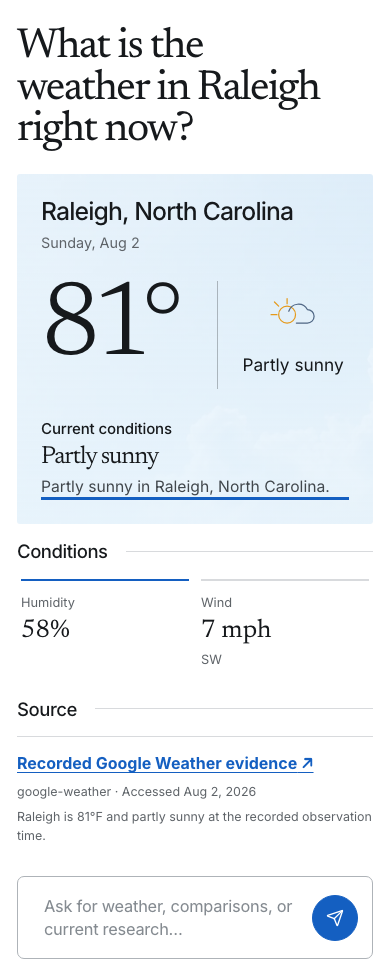 What is the
weather in Raleigh
right now?
Raleigh, North Carolina
Sunday, Aug 2
81°
Partly sunny
Current conditions
Partly sunny
Partly sunny in Raleigh, North Carolina.
Conditions
Humidity
58%
Wind
7 mph
SW
Source
Recorded Google Weather evidence ↗
google-weather · Accessed Aug 2, 2026
Raleigh is 81°F and partly sunny at the recorded observation
time.
Ask for weather, comparisons, or
current research...